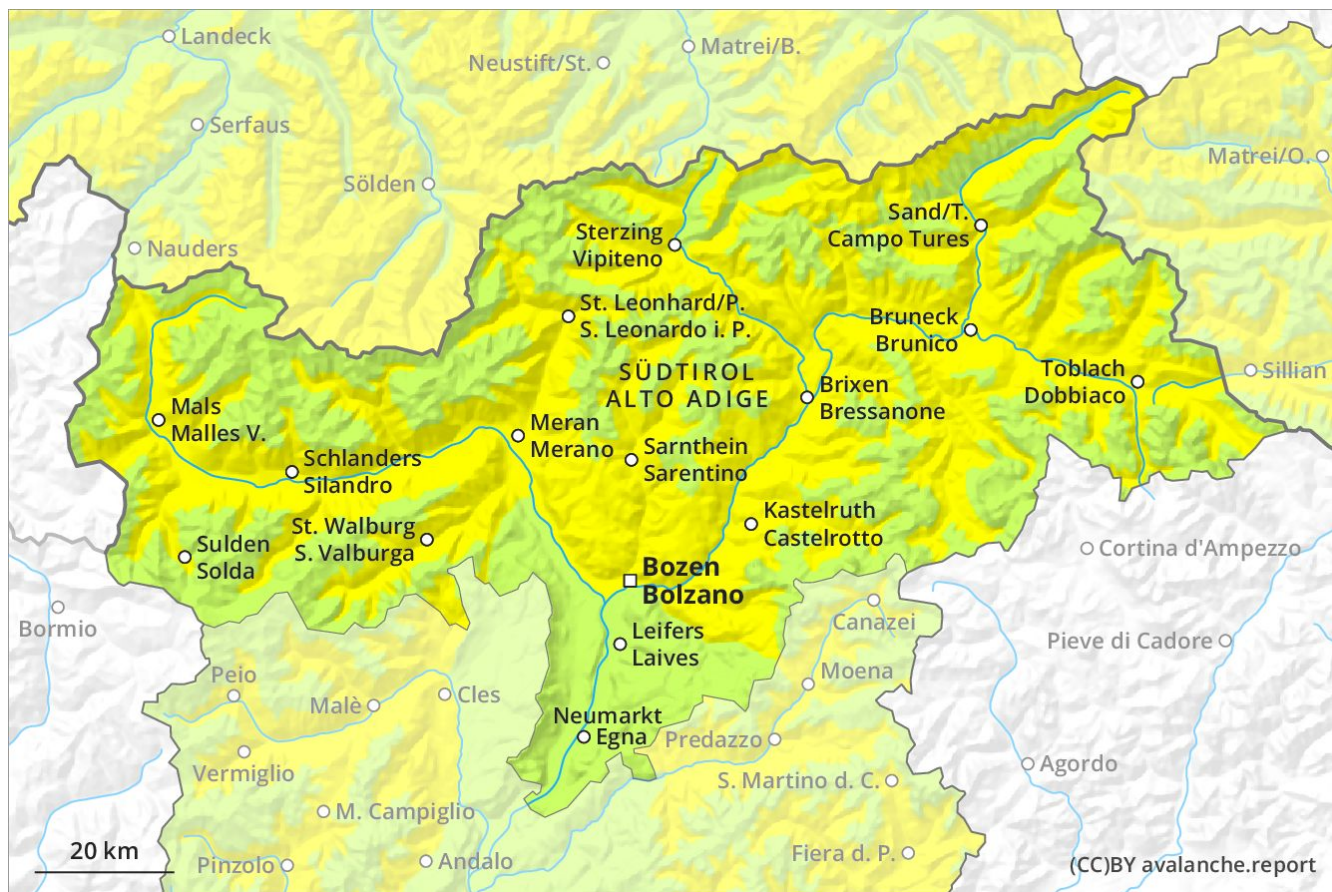 Landeck
Neustift/St.
Matrei/B.
Serfaus
Sölden
Matrei/O.
Nauders
Sterzing
Vipiteno
Sand/T.
Campo Tures
St. Leonhard/P.
S. Leonardo i. P.
Bruneck
Brunico
SÜDTIROL
ALTO ADIGE
Toblach
Dobbiaco
Sillian
Brixen
Bressanone
Mals
Malles V.
Meran
Merano
Schlanders
Silandro
Sarnthein
Sarentino
St. Walburg
S. Valburga
Kastelruth
Castelrotto
Sulden
Solda
Cortina d'Ampezzo
Bozen
Bolzano
Bormio
Canazei
Leifers
Laives
Pieve di Cadore
Peio
Moena
Malè
Cles
Neumarkt
Egna
Predazzo
Vermiglio
Agordo
S. Martino d. C.
M. Campiglio
20 km
Pinzolo
Andalo
Fiera d. P.
(CC)BY avalanche.report